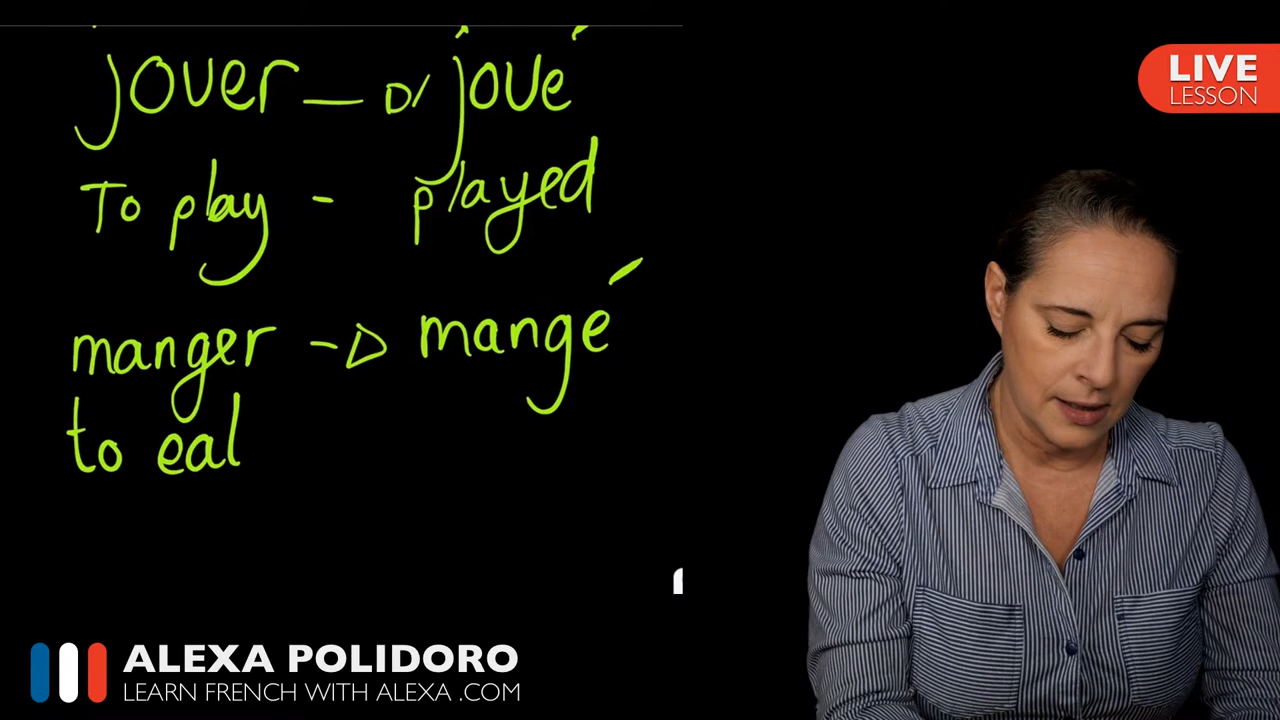 jouer → joué
To play - played
manger → mangé
to eat
LIVE
LESSON
ALEXA POLIDORO
LEARN FRENCH WITH ALEXA .COM